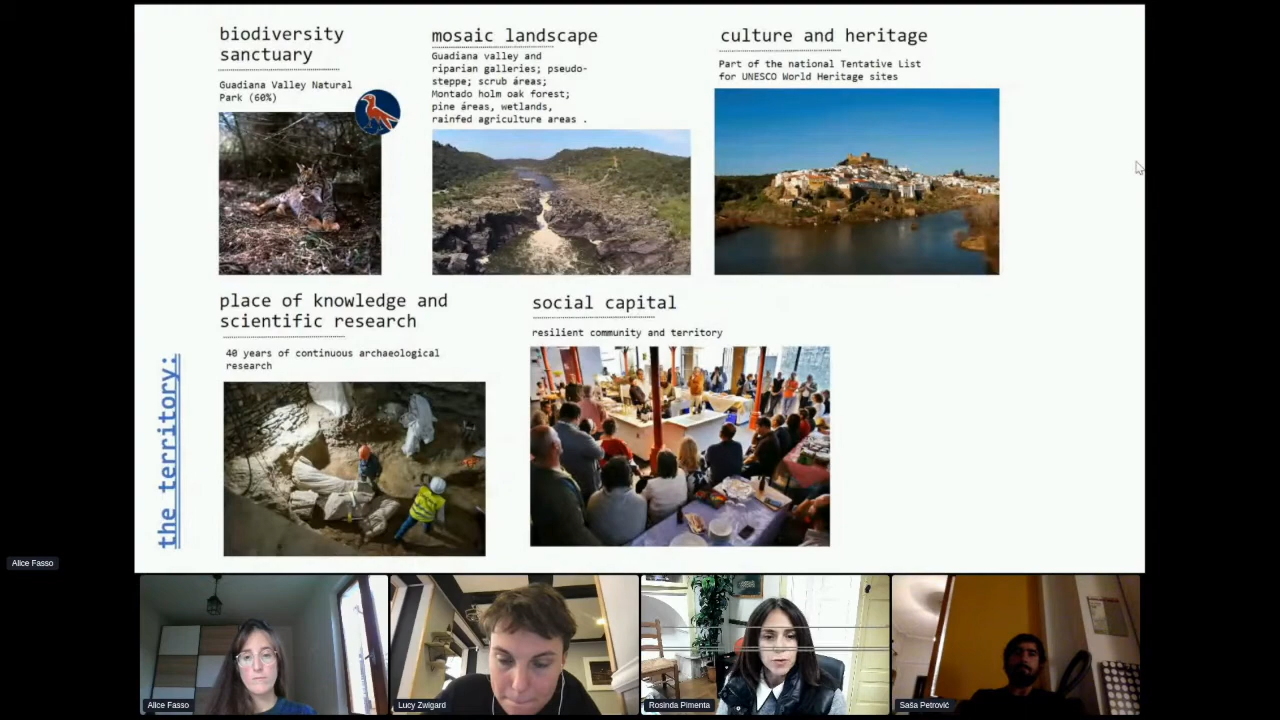 biodiversity
sanctuary
Guadiana Valley Natural
Park (60%)
mosaic landscape
Guadiana valley and
riparian galleries; pseudo-
steppe; scrub áreas;
Montado holm oak forest;
pine áreas, wetlands,
rainfed agriculture areas .
culture and heritage
Part of the national Tentative List
for UNESCO World Heritage sites
place of knowledge and
scientific research
40 years of continuous archaeological
research
social capital
resilient community and territory
the territory:
Alice Fasso
Alice Fasso
Lucy Zwigard
Rosinda Pimenta
Saša Petrović